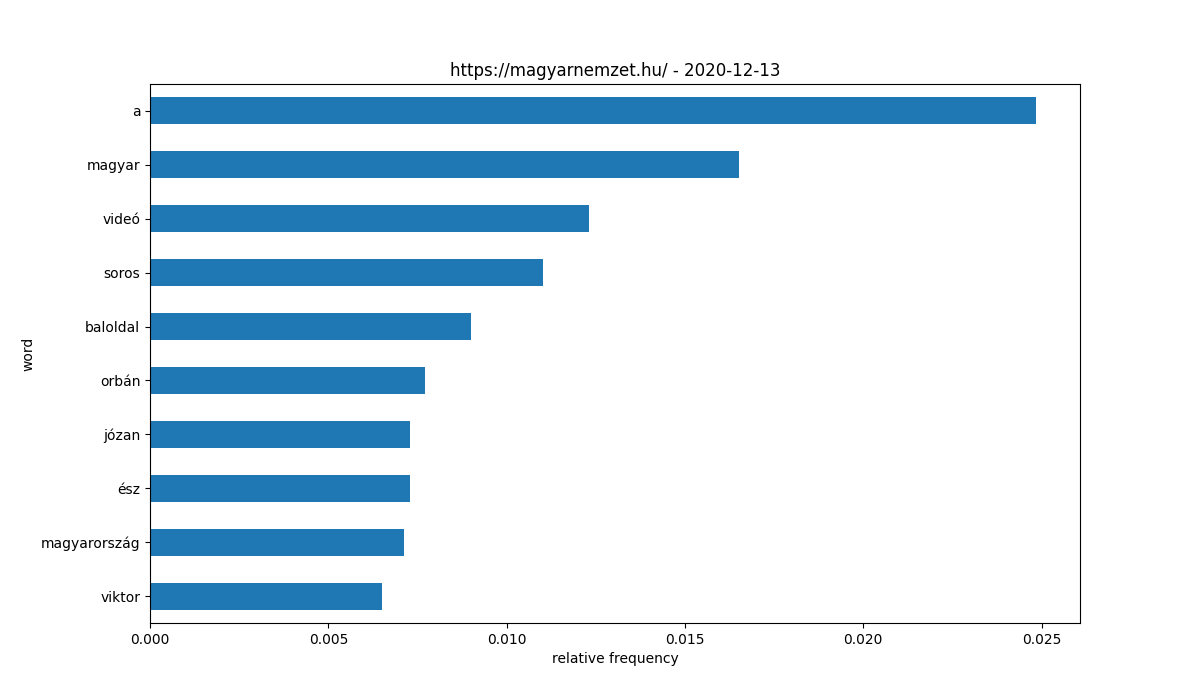 https://magyarnemzet.hu/ - 2020-12-13
a
magyar
videó
soros
baloldal
orbán
józan
ész
magyarország
viktor
word
0.000 0.005 0.010 0.015 0.020 0.025
relative frequency